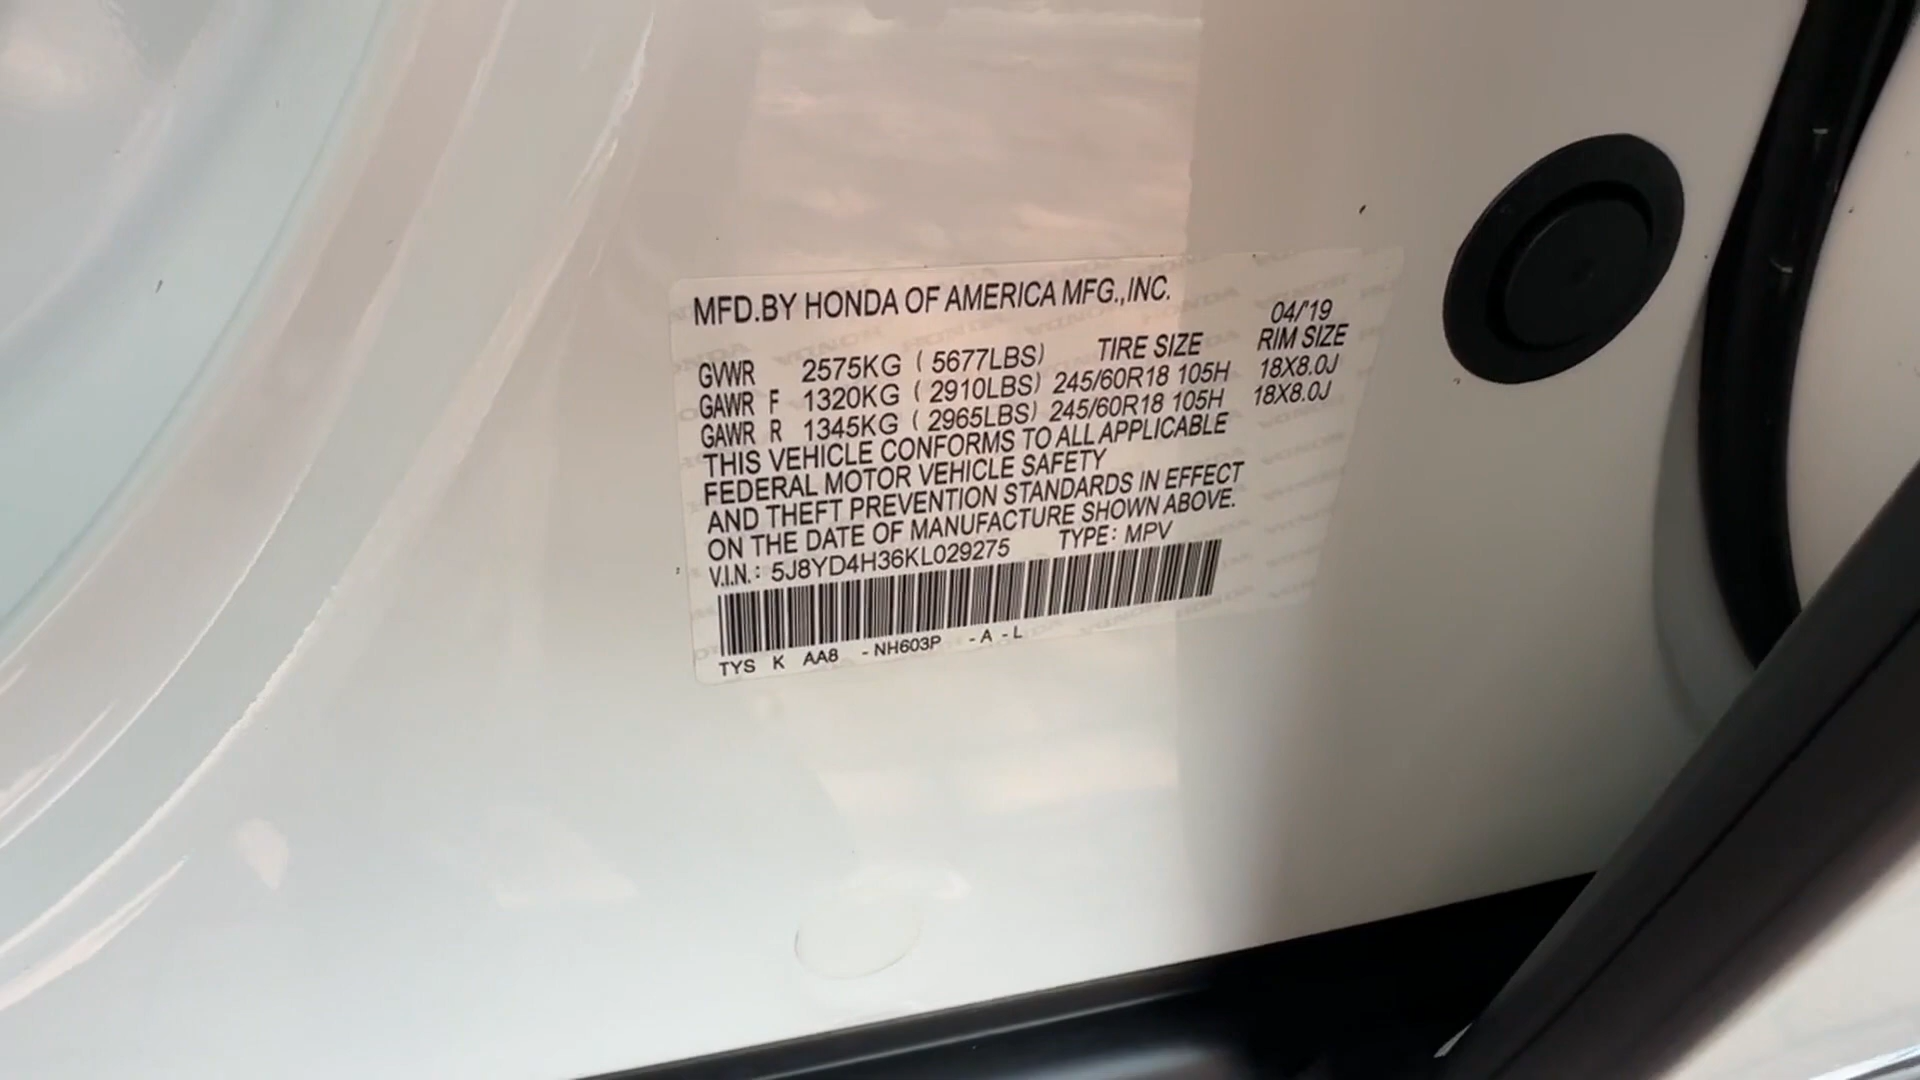 MFD.BY HONDA OF AMERICA MFG.,INC.
04/'19
GVWR 2575KG ( 5677LBS) TIRE SIZE RIM SIZE
GAWR F 1320KG ( 2910LBS) 245/60R18 105H 18X8.0J
GAWR R 1345KG ( 2965LBS) 245/60R18 105H 18X8.0J
THIS VEHICLE CONFORMS TO ALL APPLICABLE
FEDERAL MOTOR VEHICLE SAFETY
AND THEFT PREVENTION STANDARDS IN EFFECT
ON THE DATE OF MANUFACTURE SHOWN ABOVE.
V.I.N.: 5J8YD4H36KL029275 TYPE: MPV
TYS K AA8 - NH603P - A - L